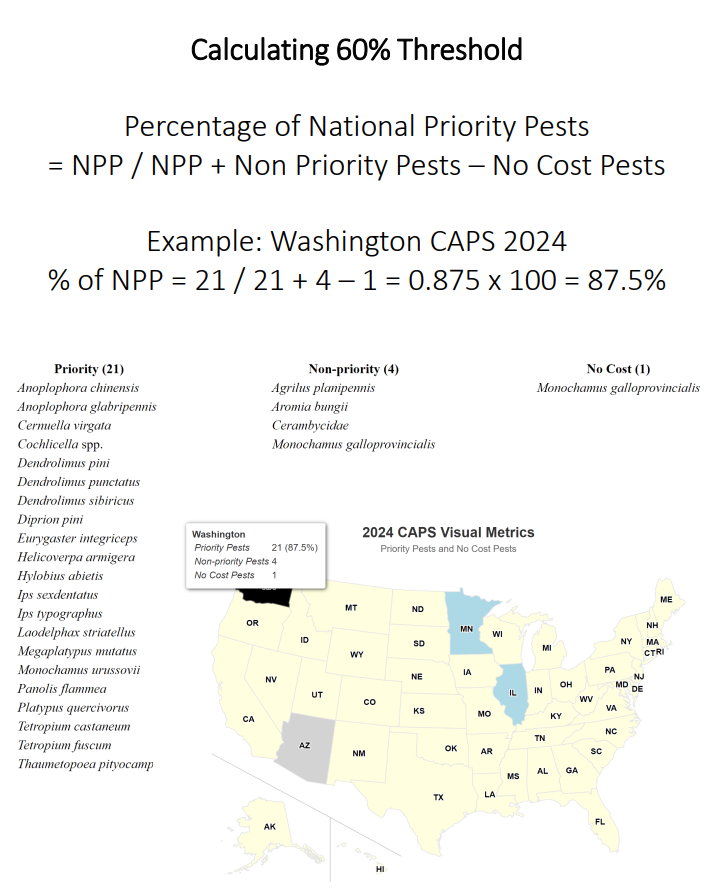 Calculating 60% Threshold
Percentage of National Priority Pests
= NPP / NPP + Non Priority Pests – No Cost Pests
Example: Washington CAPS 2024
% of NPP = 21 / 21 + 4 – 1 = 0.875 x 100 = 87.5%
Priority (21)
Anoplophora chinensis
Anoplophora glabripennis
Cernuella virgata
Cochlicella spp.
Dendrolimus pini
Dendrolimus punctatus
Dendrolimus sibiricus
Diprion pini
Eurygaster integriceps
Helicoverpa armigera
Hylobius abietis
Ips sexdentatus
Ips typographus
Laodelphax striatellus
Megaplatypus mutatus
Monochamus urussovii
Panolis flammea
Platypus quercivorus
Tetropium castaneum
Tetropium fuscum
Thaumetopoea pityocamp
Non-priority (4)
Agrilus planipennis
Aromia bungii
Cerambycidae
Monochamus galloprovincialis
No Cost (1)
Monochamus galloprovincialis
2024 CAPS Visual Metrics
Priority Pests and No Cost Pests
Washington
Priority Pests 21 (87.5%)
Non-priority Pests 4
No Cost Pests 1
OR
MT
ND
MN
WI
MI
ME
NH
NY
MA
CT
RI
ID
WY
SD
NE
IA
IL
IN
OH
PA
NJ
MD
DE
NV
UT
CO
KS
MO
KY
WV
VA
CA
AZ
NM
OK
AR
TN
NC
SC
TX
LA
MS
AL
GA
FL
AK
HI